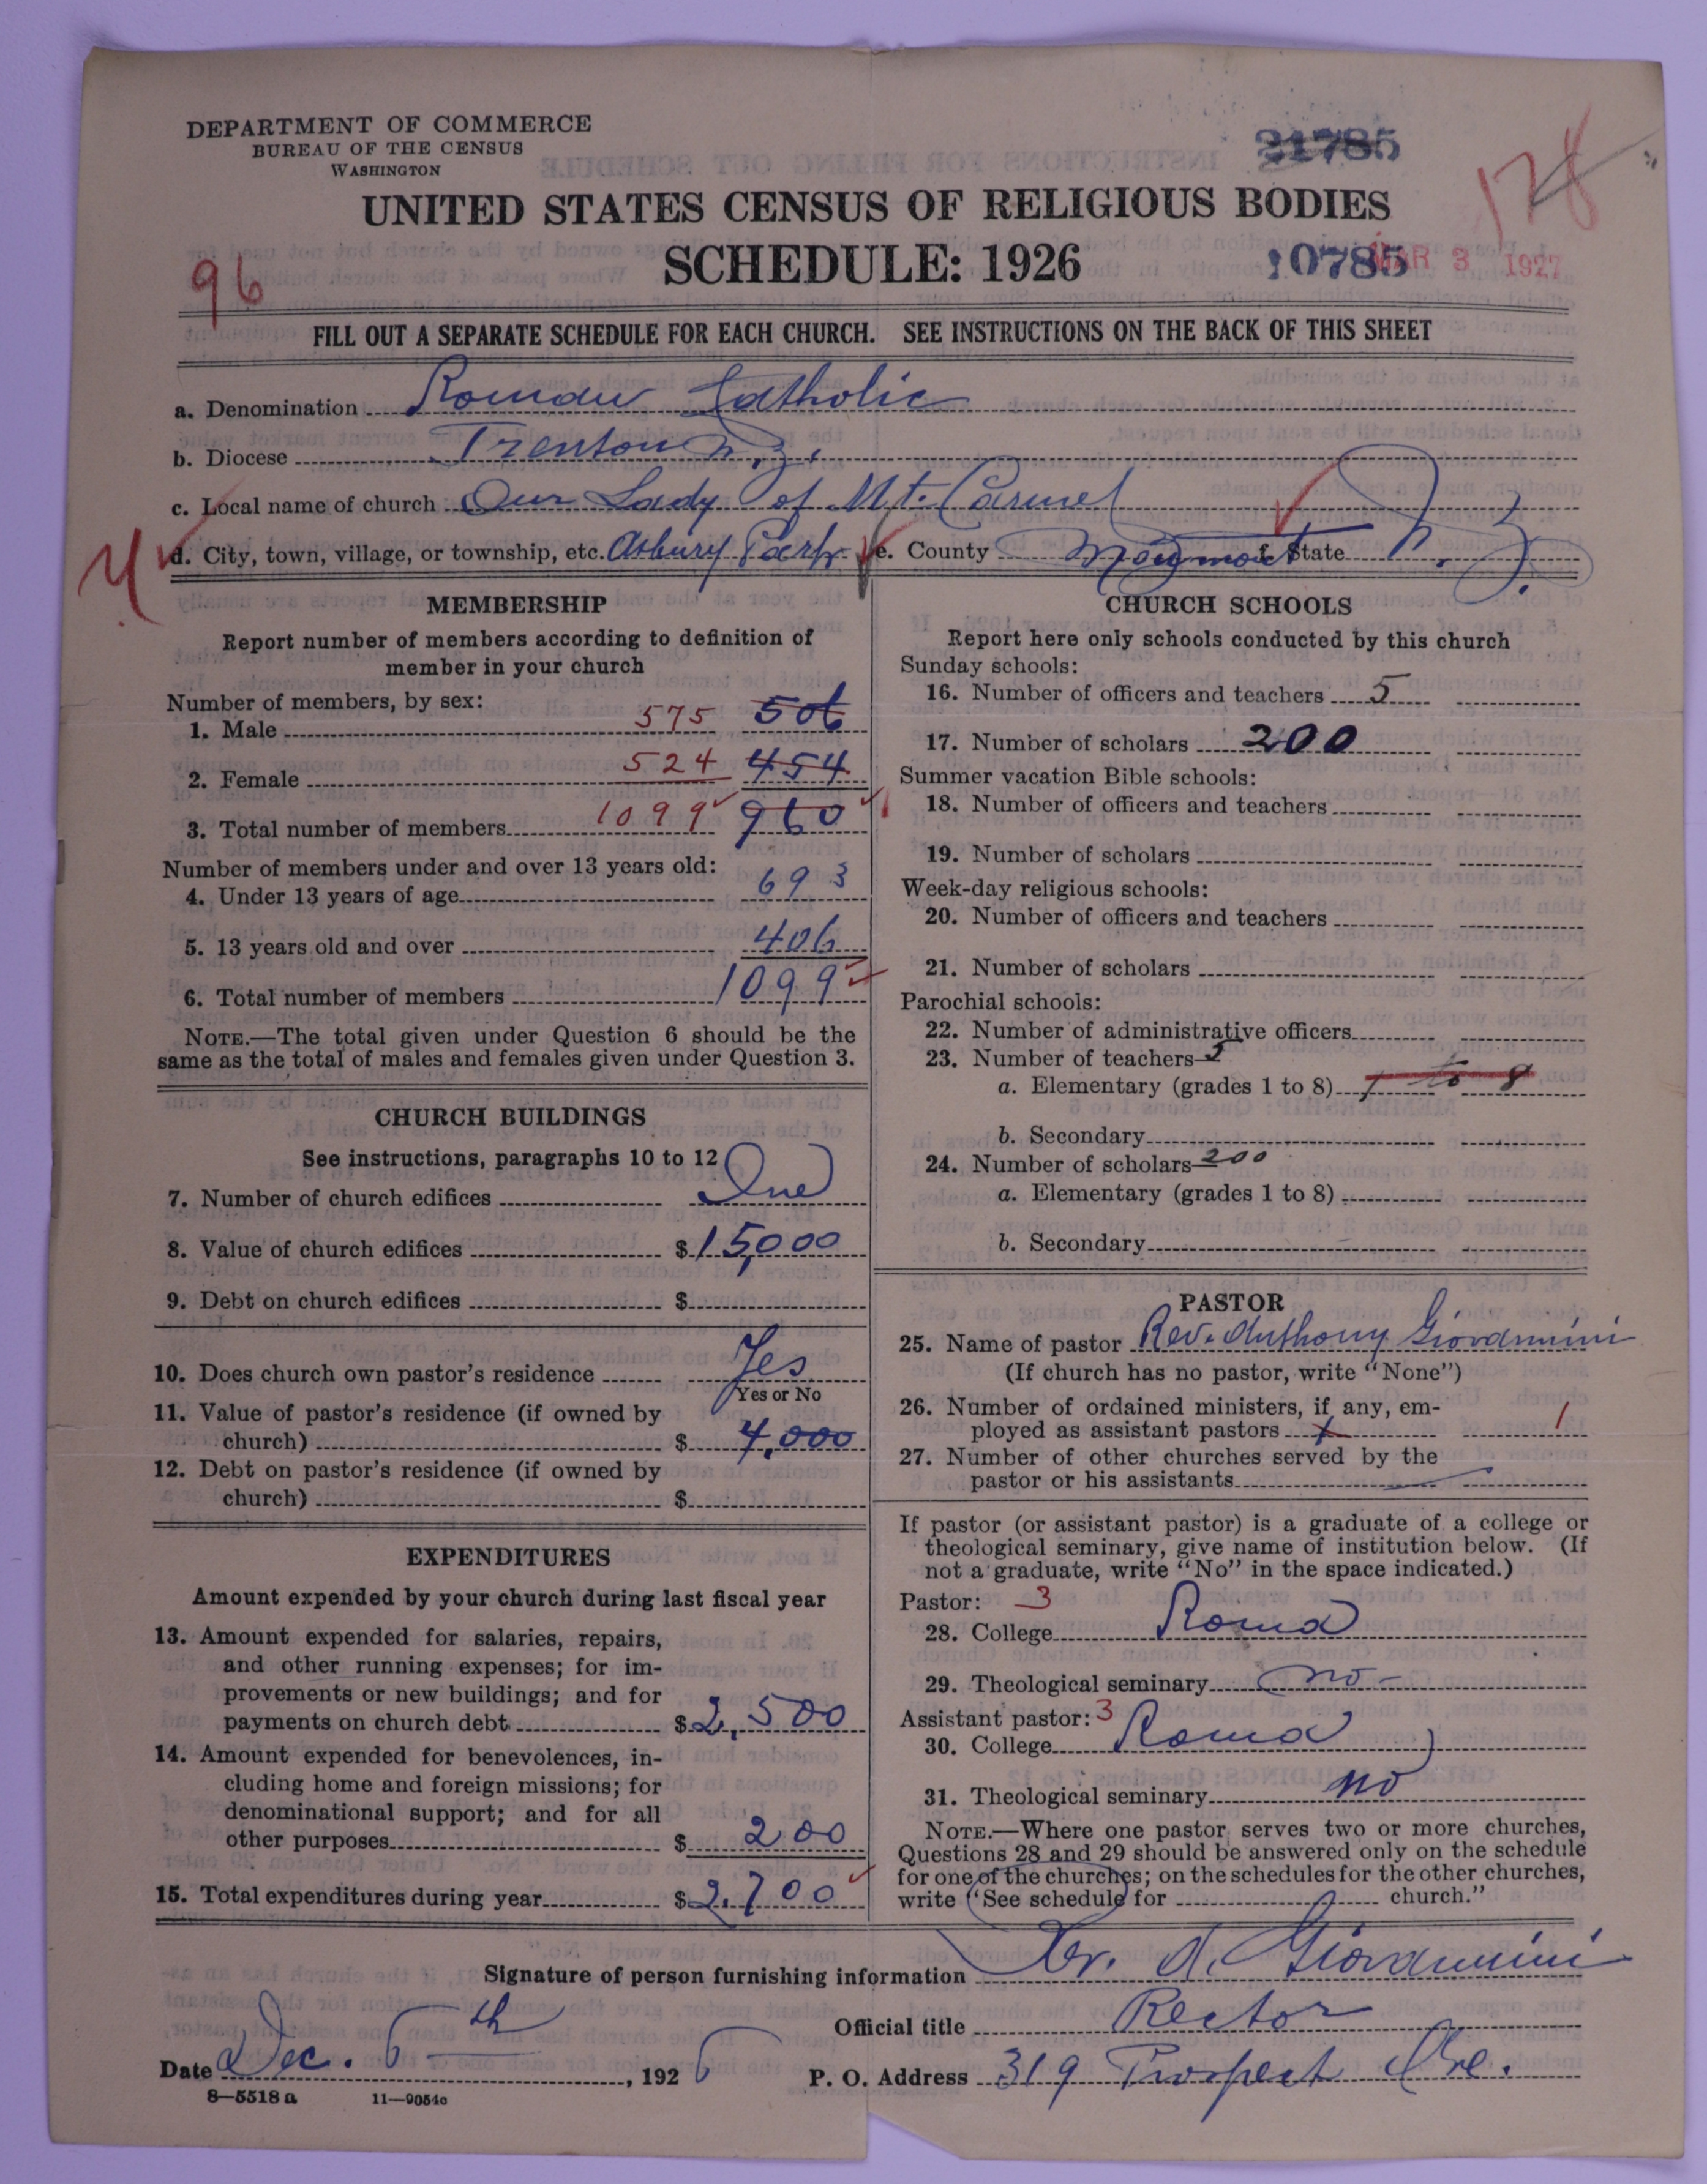 DEPARTMENT OF COMMERCE
BUREAU OF THE CENSUS
WASHINGTON
21785
128
UNITED STATES CENSUS OF RELIGIOUS BODIES
SCHEDULE: 1926
10785
MAR 3 1927
96
FILL OUT A SEPARATE SCHEDULE FOR EACH CHURCH. SEE INSTRUCTIONS ON THE BACK OF THIS SHEET
a. Denomination Roman Catholic
b. Diocese Trenton N. J.
c. Local name of church Our Lady of Mt. Carmel
d. City, town, village, or township, etc. Asbury Park e. County f. State N. J.
MEMBERSHIP
Report number of members according to definition of
member in your church
Number of members, by sex:
1. Male 575 506
2. Female 524 454
3. Total number of members 1099 960
Number of members under and over 13 years old:
4. Under 13 years of age 693
5. 13 years old and over 406
6. Total number of members 1099
NOTE.—The total given under Question 6 should be the
same as the total of males and females given under Question 3.
CHURCH BUILDINGS
See instructions, paragraphs 10 to 12
7. Number of church edifices One
8. Value of church edifices $ 15,000
9. Debt on church edifices $
10. Does church own pastor's residence Yes
Yes or No
11. Value of pastor's residence (if owned by
church) $ 4,000
12. Debt on pastor's residence (if owned by
church) $
EXPENDITURES
Amount expended by your church during last fiscal year
13. Amount expended for salaries, repairs,
and other running expenses; for im-
provements or new buildings; and for
payments on church debt $ 2,500
14. Amount expended for benevolences, in-
cluding home and foreign missions; for
denominational support; and for all
other purposes $ 200
15. Total expenditures during year $ 2,700
CHURCH SCHOOLS
Report here only schools conducted by this church
Sunday schools:
16. Number of officers and teachers 5
17. Number of scholars 200
Summer vacation Bible schools:
18. Number of officers and teachers
19. Number of scholars
Week-day religious schools:
20. Number of officers and teachers
21. Number of scholars
Parochial schools:
22. Number of administrative officers
23. Number of teachers
a. Elementary (grades 1 to 8) 1 to 8
b. Secondary
24. Number of scholars 200
a. Elementary (grades 1 to 8)
b. Secondary
PASTOR
25. Name of pastor Rev. Anthony Giovannini
(If church has no pastor, write "None")
26. Number of ordained ministers, if any, em-
ployed as assistant pastors 1
27. Number of other churches served by the
pastor or his assistants
If pastor (or assistant pastor) is a graduate of a college or
theological seminary, give name of institution below. (If
not a graduate, write "No" in the space indicated.)
Pastor: 3
28. College Roma
29. Theological seminary no
Assistant pastor: 3
30. College Roma
31. Theological seminary no
NOTE.—Where one pastor serves two or more churches,
Questions 28 and 29 should be answered only on the schedule
for one of the churches; on the schedules for the other churches,
write "See schedule for church."
Signature of person furnishing information A. Giovannini
Official title Rector
Date Dec. 6th, 1926 P. O. Address 319 Prospect Ave.
8—5518 a 11—9054c